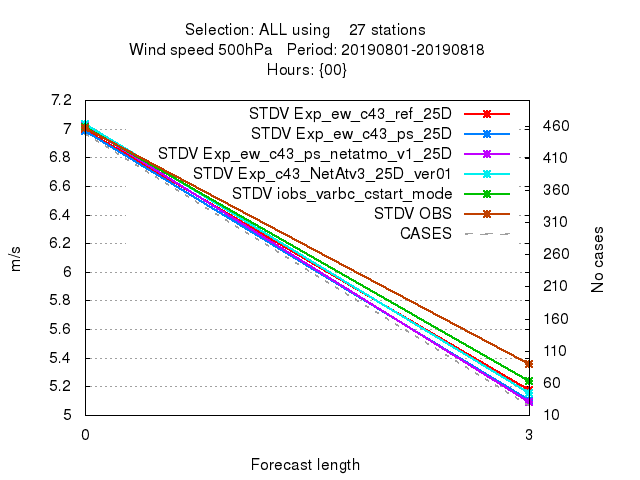 Selection: ALL using 27 stations
Wind speed 500hPa Period: 20190801-20190818
Hours: {00}
7.2
7
6.8
6.6
6.4
6.2
6
5.8
5.6
5.4
5.2
5
m/s
STDV Exp_ew_c43_ref_25D
STDV Exp_ew_c43_ps_25D
STDV Exp_ew_c43_ps_netatmo_v1_25D
STDV Exp_c43_NetAtv3_25D_ver01
STDV iobs_varbc_cstart_mode
STDV OBS
CASES
460
410
360
310
260
210
160
110
60
10
No cases
0
3
Forecast length